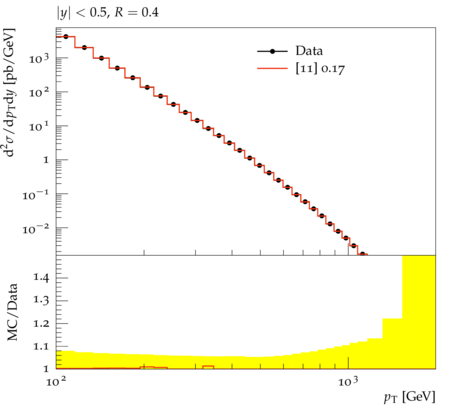 |y| < 0.5, R = 0.4
d²σ/dp_T dy [pb/GeV]
10³
10²
10¹
1
10⁻¹
10⁻²
Data
[11] 0.17
MC/Data
1.4
1.3
1.2
1.1
1
10²
10³
p_T [GeV]